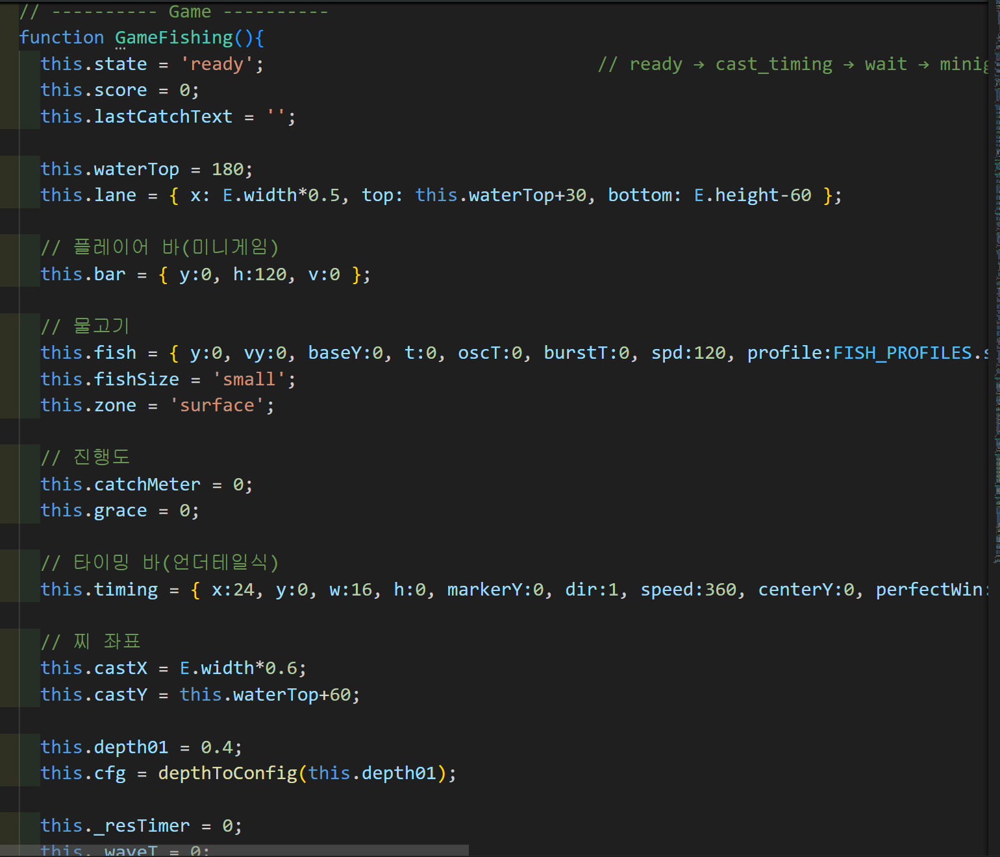 // ---------- Game ----------
function GameFishing(){
this.state = 'ready'; // ready → cast_timing → wait →
this.score = 0;
this.lastCatchText = '';
this.waterTop = 180;
this.lane = { x: E.width*0.5, top: this.waterTop+30, bottom: E.height-60 };
// 플레이어 바(미니게임)
this.bar = { y:0, h:120, v:0 };
// 물고기
this.fish = { y:0, vy:0, baseY:0, t:0, oscT:0, burstT:0, spd:120, profile:FISH_PROFILES.
this.fishSize = 'small';
this.zone = 'surface';
// 진행도
this.catchMeter = 0;
this.grace = 0;
// 타이밍 바(언더테일식)
this.timing = { x:24, y:0, w:16, h:0, markerY:0, dir:1, speed:360, centerY:0, perfectWin:
// 찌 좌표
this.castX = E.width*0.6;
this.castY = this.waterTop+60;
this.depth01 = 0.4;
this.cfg = depthToConfig(this.depth01);
this._resTimer = 0;
this._waveT = 0;